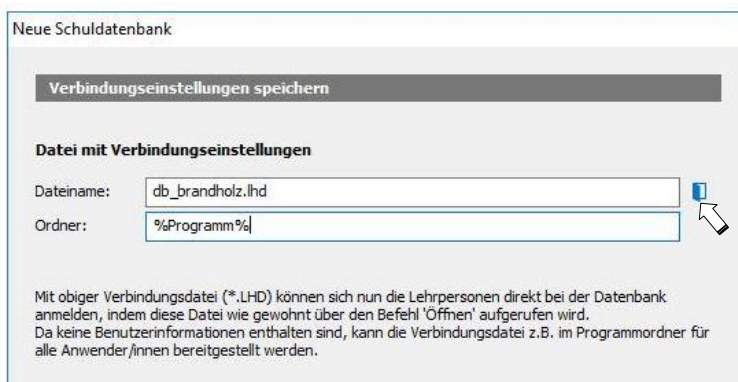 Neue Schuldatenbank
Verbindungseinstellungen speichern
Datei mit Verbindungseinstellungen
Dateiname: db_brandholz.lhd
Ordner: %Programm%
Mit obiger Verbindungsdatei (*.LHD) können sich nun die Lehrpersonen direkt bei der Datenbank
anmelden, indem diese Datei wie gewohnt über den Befehl 'Öffnen' aufgerufen wird.
Da keine Benutzerinformationen enthalten sind, kann die Verbindungsdatei z.B. im Programmordner für
alle Anwender/innen bereitgestellt werden.